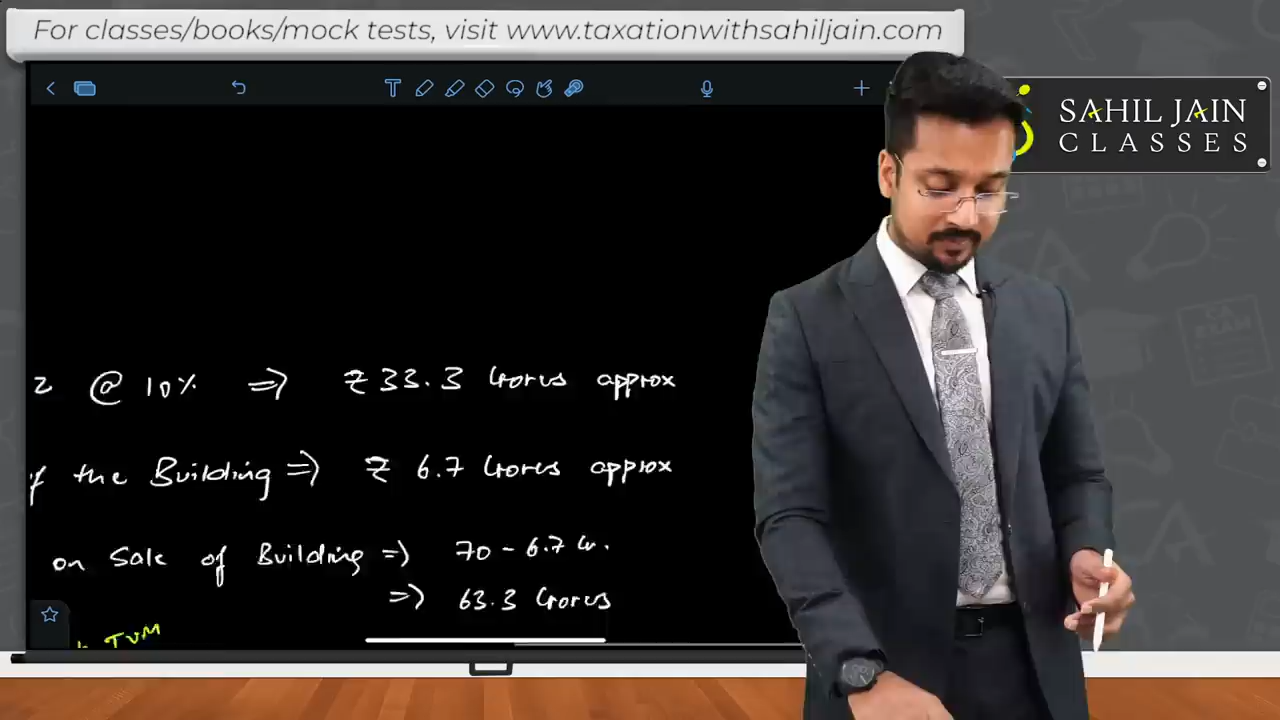 For classes/books/mock tests, visit www.taxationwithsahiljain.com
T
SAHIL JAIN
CLASSES
@ 10% => ₹ 33.3 Crores approx
of the Building => ₹ 6.7 Crores approx
on Sale of Building => 70 - 6.7 Cr.
=> 63.3 Crores
TVM